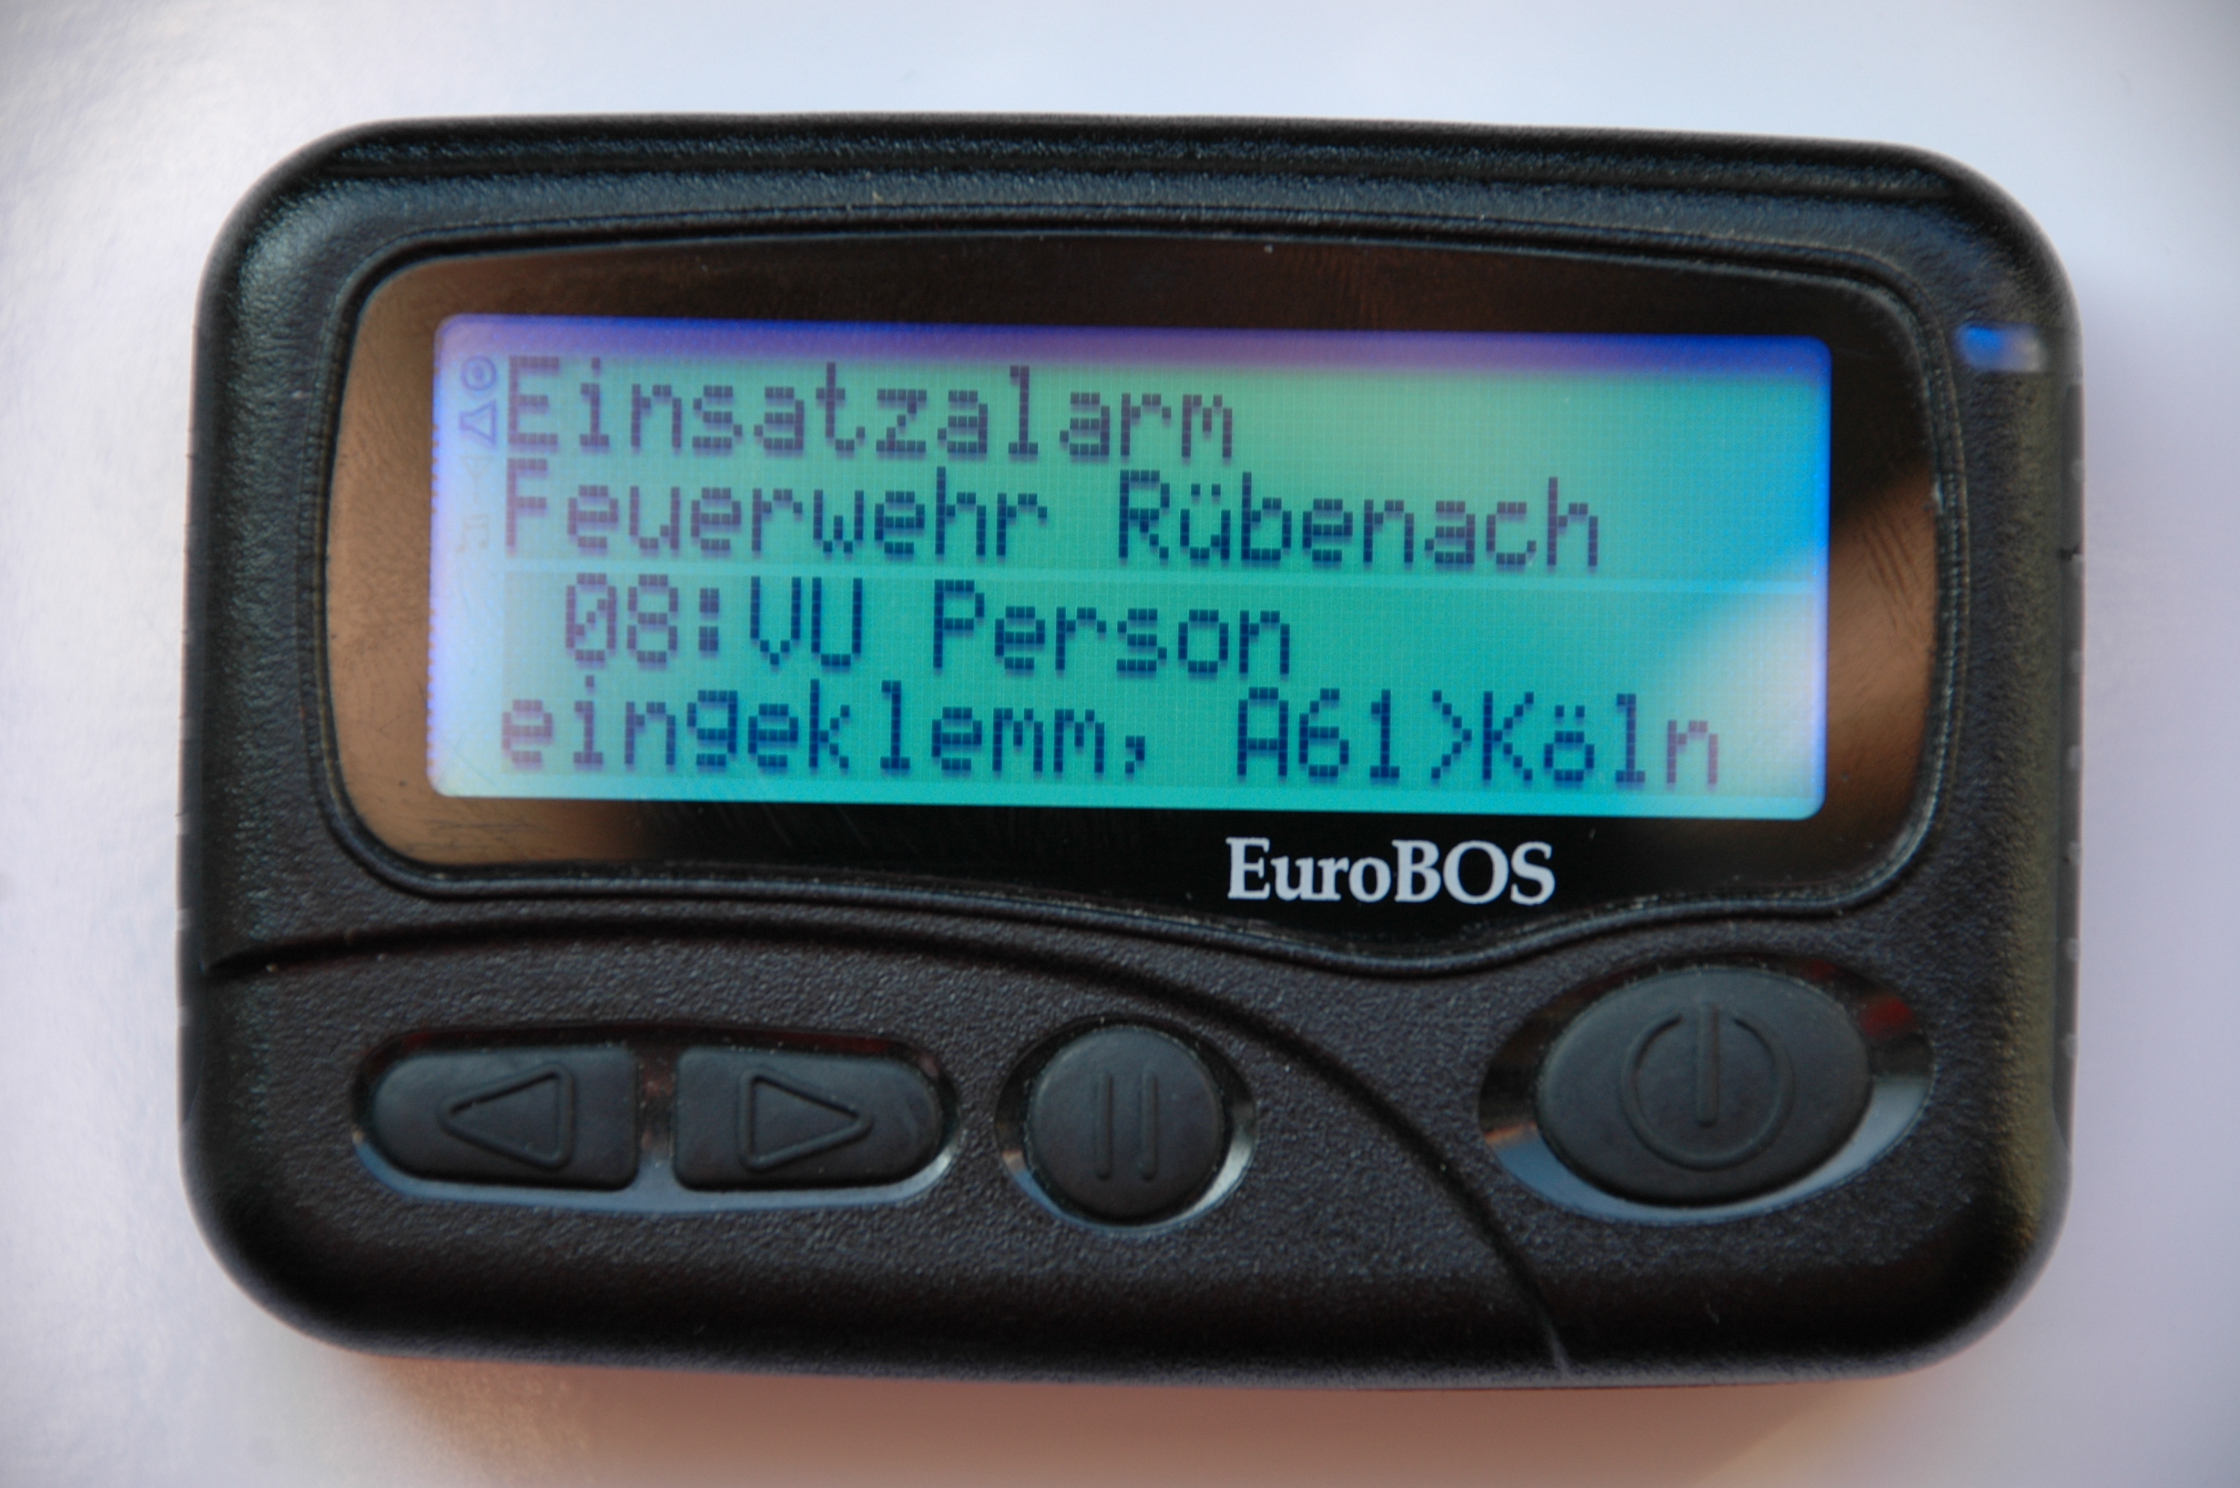 Einsatzalarm
Feuerwehr Rübenach
08:VU Person
eingeklemm, A61>Köln
EuroBOS